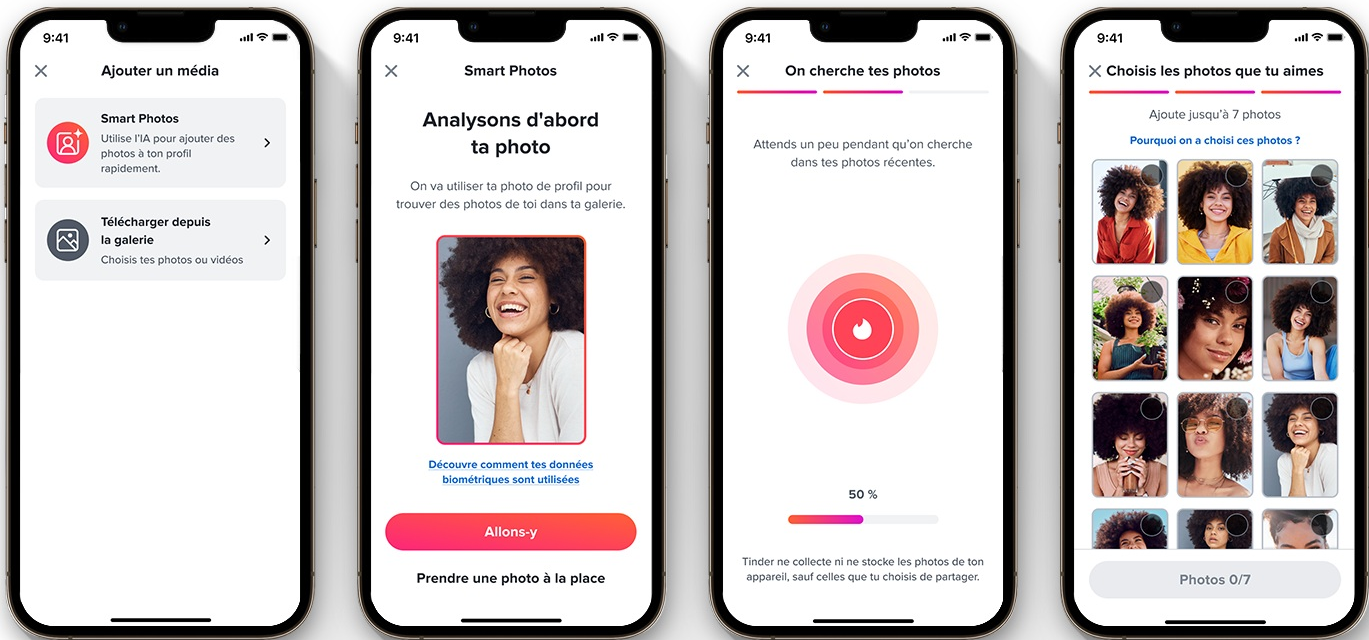 9:41
Ajouter un média
Smart Photos
Utilise l'IA pour ajouter des
photos à ton profil
rapidement.
Télécharger depuis
la galerie
Choisis tes photos ou vidéos
9:41
Smart Photos
Analysons d'abord
ta photo
On va utiliser ta photo de profil pour
trouver des photos de toi dans ta galerie.
Découvre comment tes données
biométriques sont utilisées
Allons-y
Prendre une photo à la place
9:41
On cherche tes photos
Attends un peu pendant qu'on cherche
dans tes photos récentes.
50 %
Tinder ne collecte ni ne stocke les photos de ton
appareil, sauf celles que tu choisis de partager.
9:41
Choisis les photos que tu aimes
Ajoute jusqu'à 7 photos
Pourquoi on a choisi ces photos ?
Photos 0/7